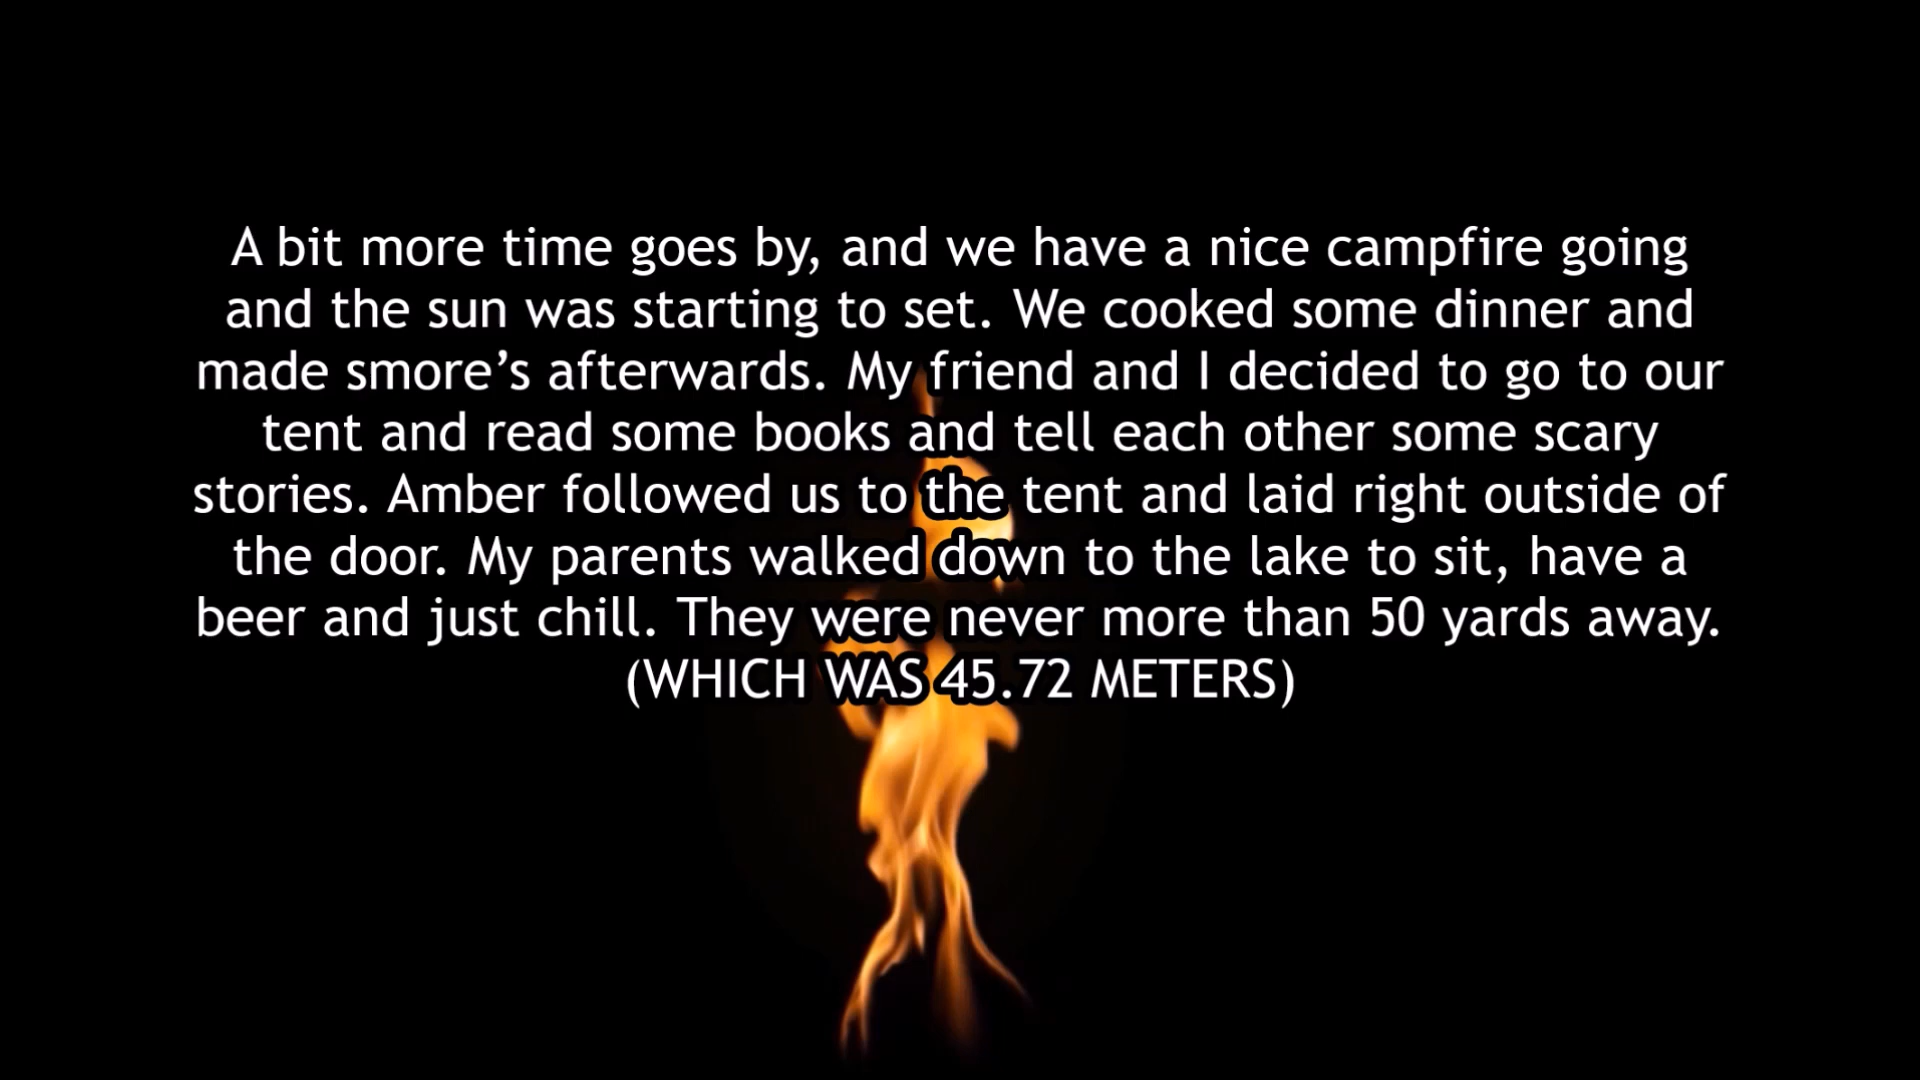 A bit more time goes by, and we have a nice campfire going
and the sun was starting to set. We cooked some dinner and
made smore’s afterwards. My friend and I decided to go to our
tent and read some books and tell each other some scary
stories. Amber followed us to the tent and laid right outside of
the door. My parents walked down to the lake to sit, have a
beer and just chill. They were never more than 50 yards away.
(WHICH WAS 45.72 METERS)